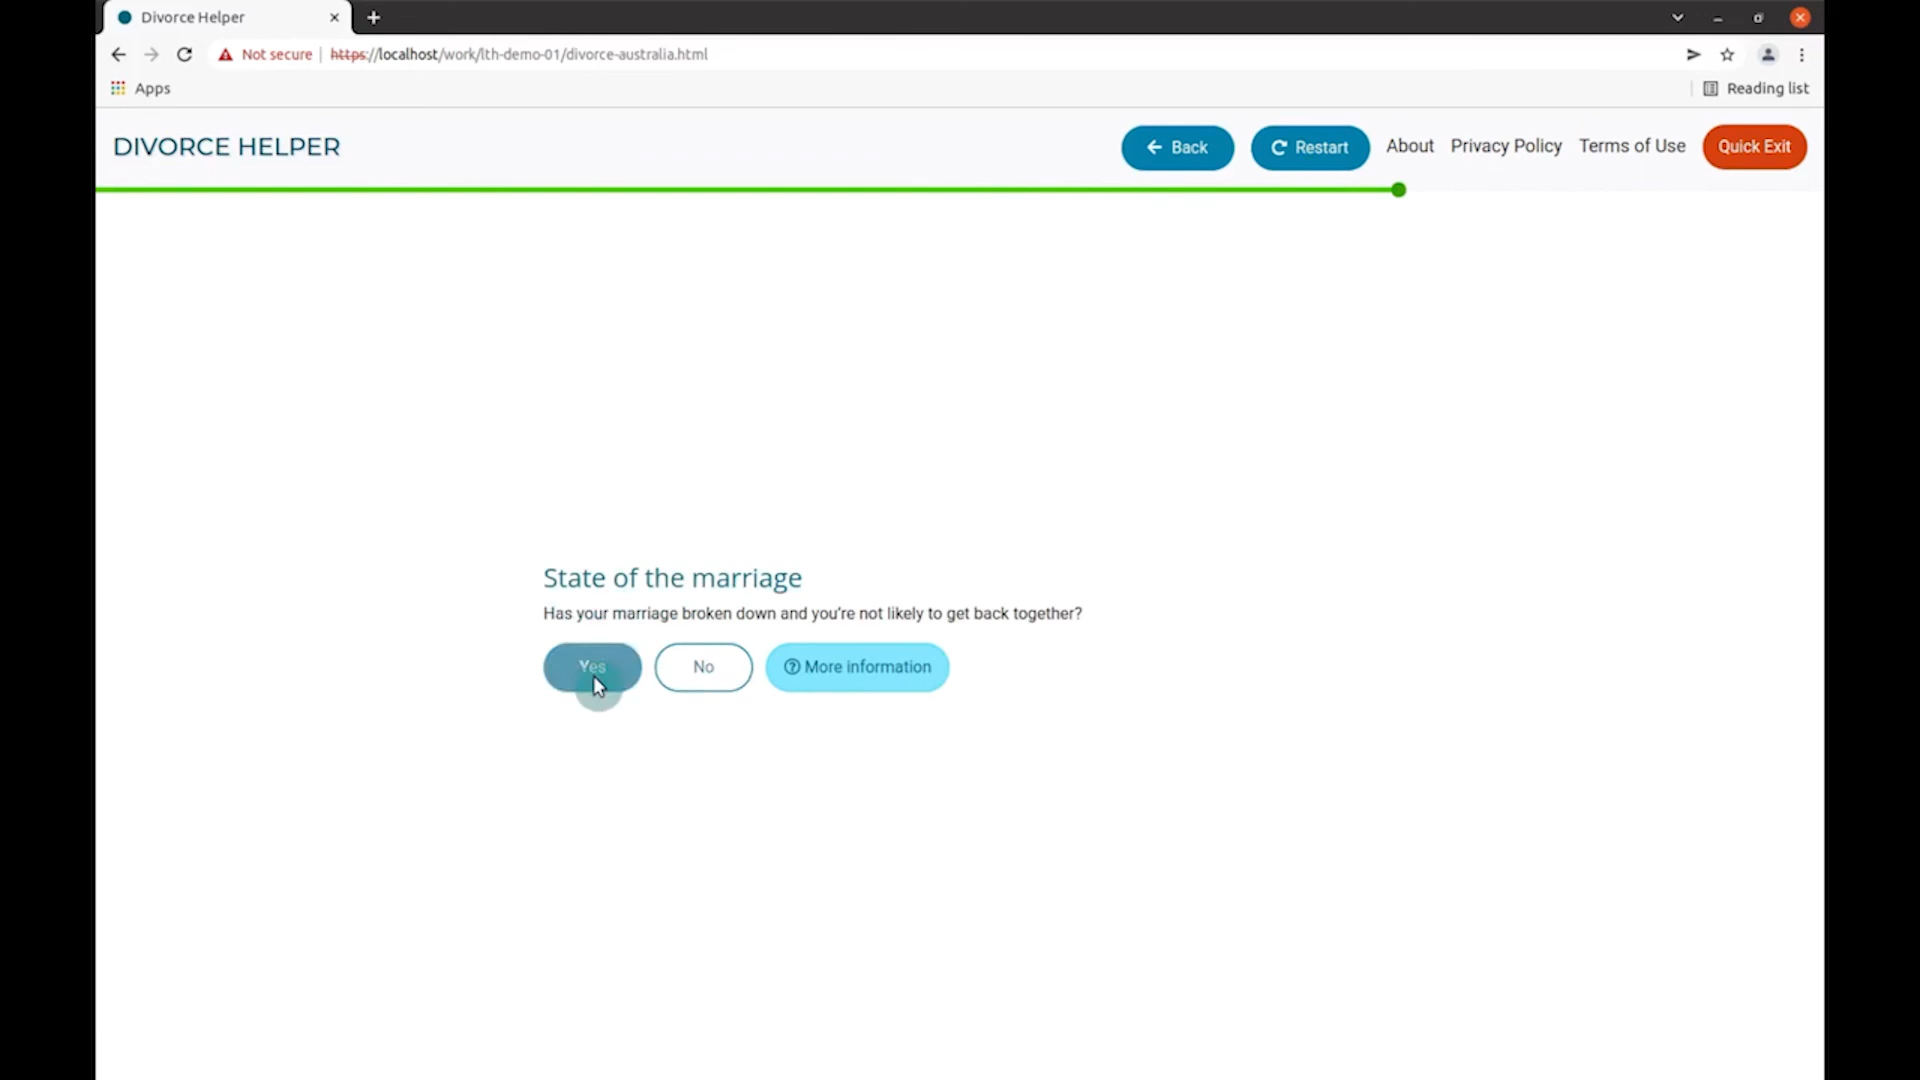 Divorce Helper
Not secure | https://localhost/work/lth-demo-01/divorce-australia.html
Apps
Reading list
DIVORCE HELPER
Back
Restart
About
Privacy Policy
Terms of Use
Quick Exit
State of the marriage
Has your marriage broken down and you're not likely to get back together?
Yes
No
More information